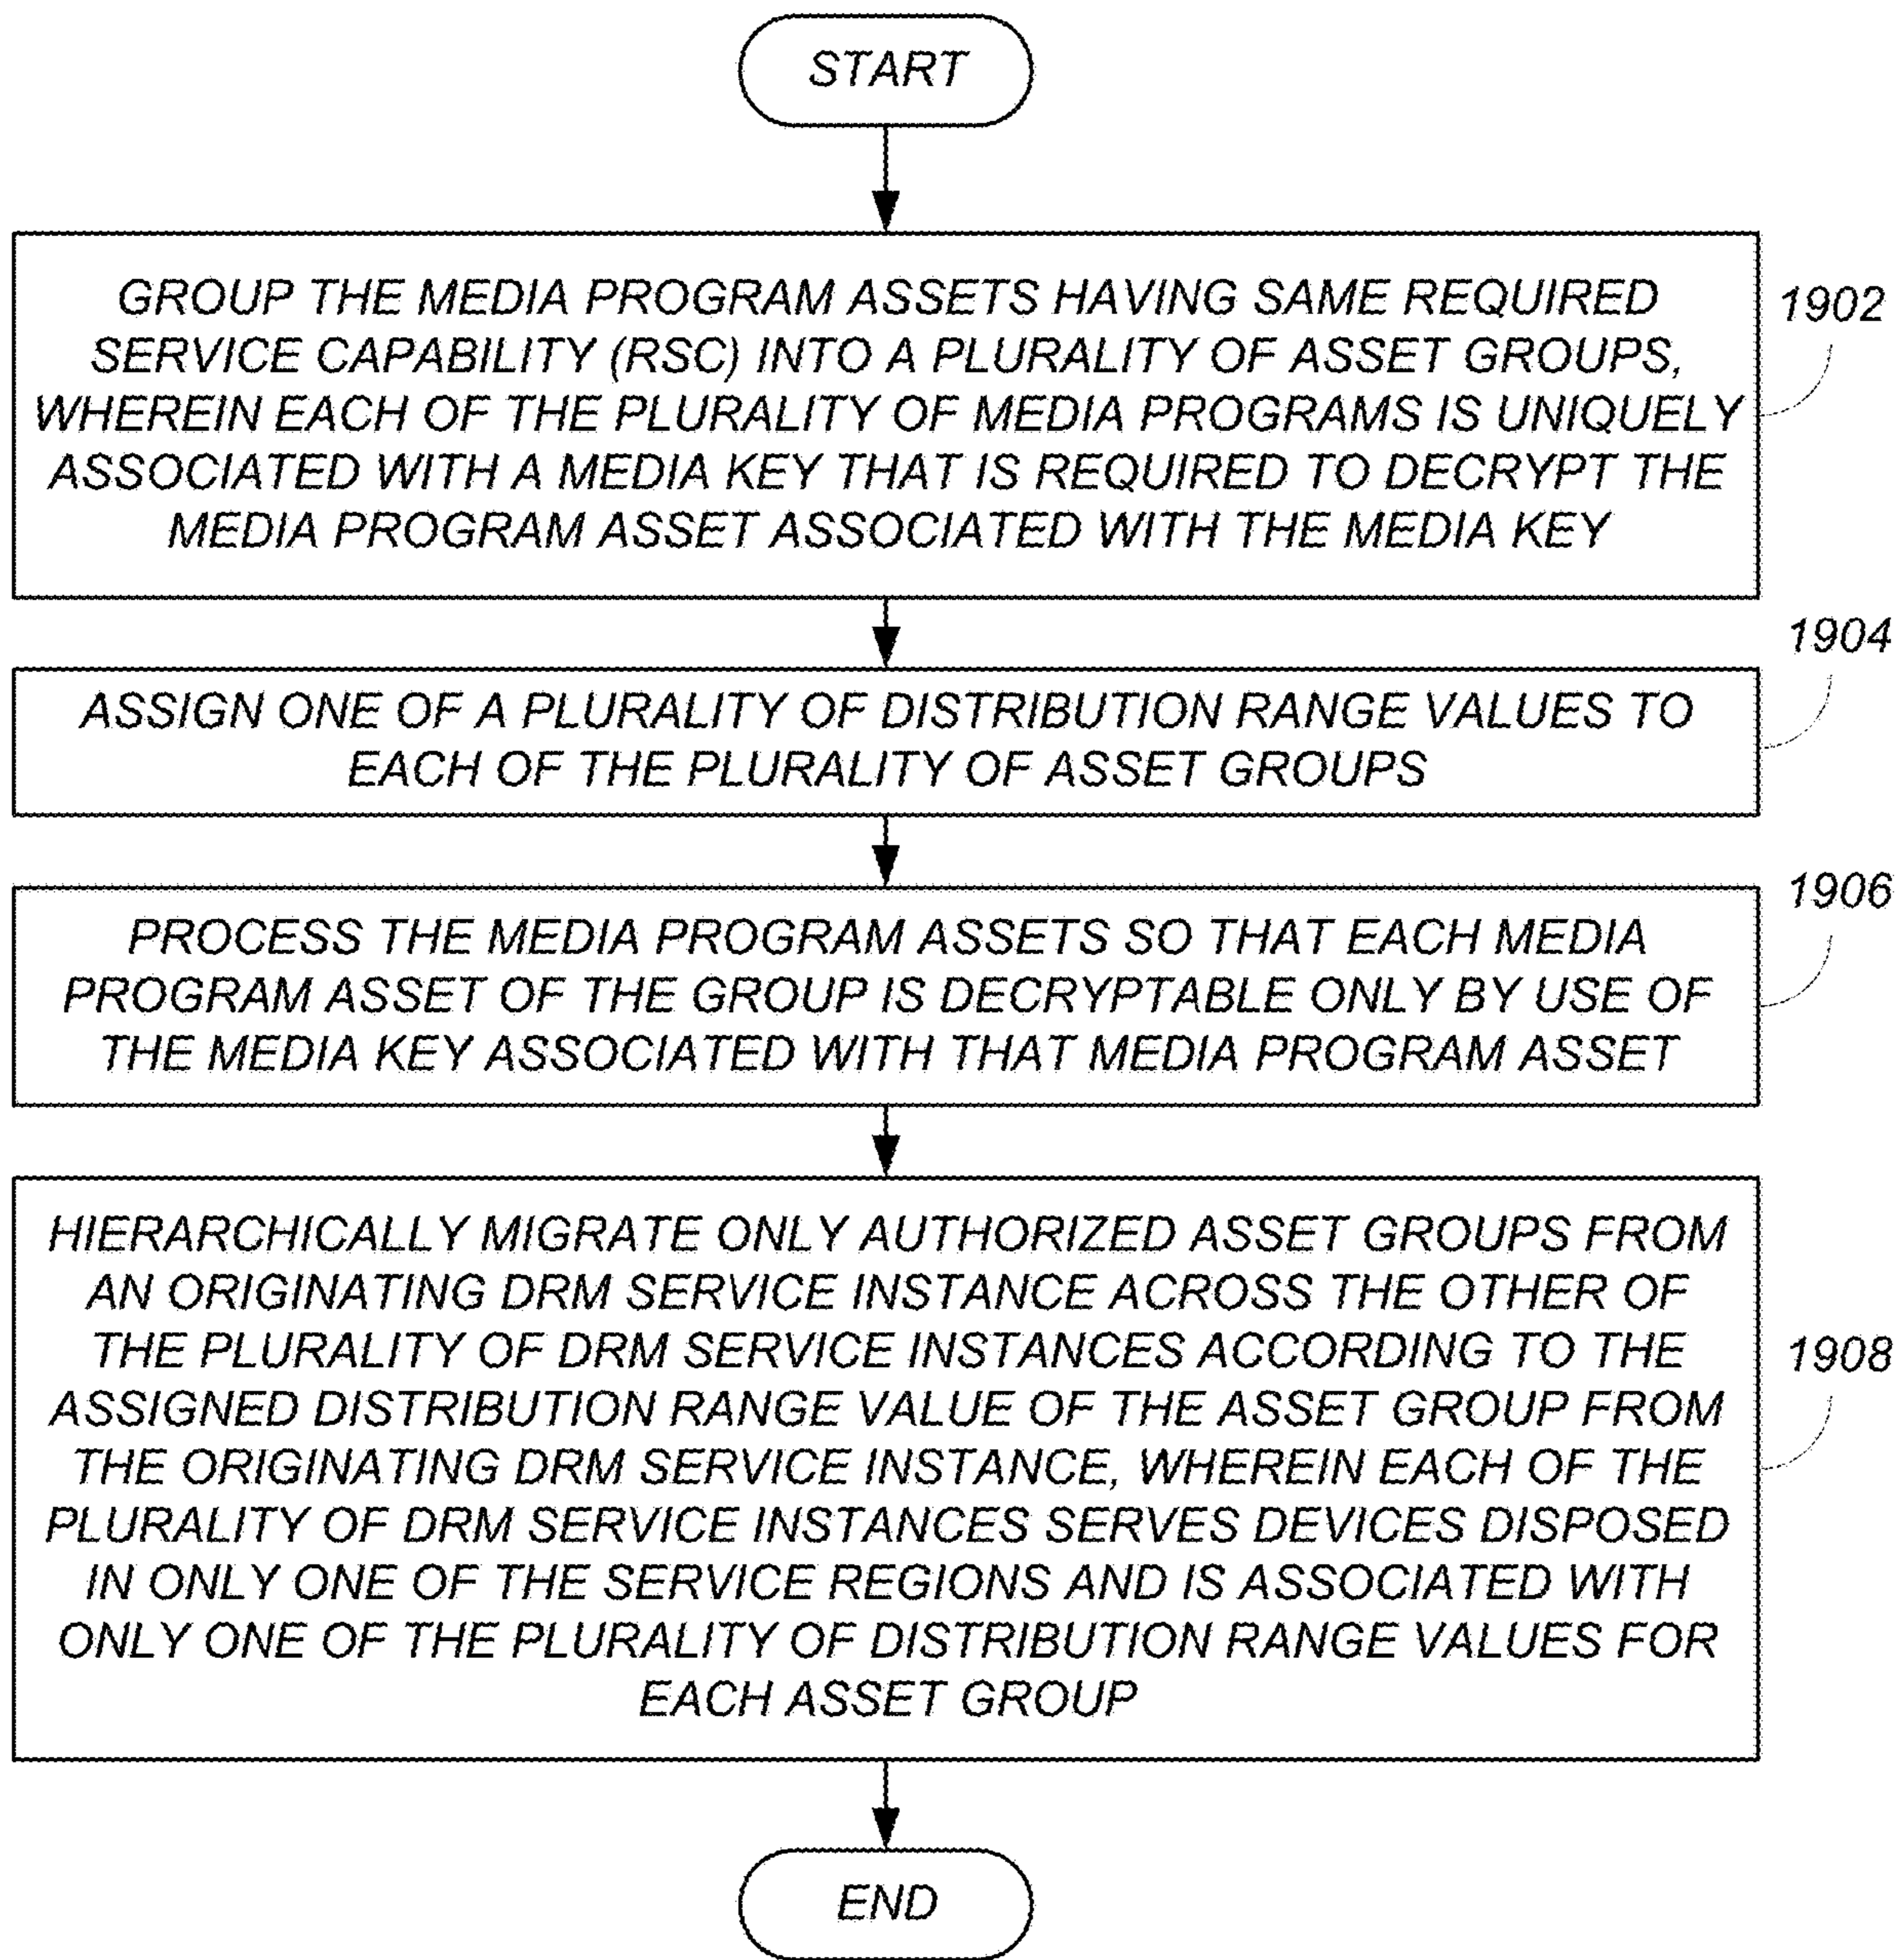 START
GROUP THE MEDIA PROGRAM ASSETS HAVING SAME REQUIRED
SERVICE CAPABILITY (RSC) INTO A PLURALITY OF ASSET GROUPS,
WHEREIN EACH OF THE PLURALITY OF MEDIA PROGRAMS IS UNIQUELY
ASSOCIATED WITH A MEDIA KEY THAT IS REQUIRED TO DECRYPT THE
MEDIA PROGRAM ASSET ASSOCIATED WITH THE MEDIA KEY
1902
1904
ASSIGN ONE OF A PLURALITY OF DISTRIBUTION RANGE VALUES TO
EACH OF THE PLURALITY OF ASSET GROUPS
1906
PROCESS THE MEDIA PROGRAM ASSETS SO THAT EACH MEDIA
PROGRAM ASSET OF THE GROUP IS DECRYPTABLE ONLY BY USE OF
THE MEDIA KEY ASSOCIATED WITH THAT MEDIA PROGRAM ASSET
HIERARCHICALLY MIGRATE ONLY AUTHORIZED ASSET GROUPS FROM
AN ORIGINATING DRM SERVICE INSTANCE ACROSS THE OTHER OF
THE PLURALITY OF DRM SERVICE INSTANCES ACCORDING TO THE
ASSIGNED DISTRIBUTION RANGE VALUE OF THE ASSET GROUP FROM
THE ORIGINATING DRM SERVICE INSTANCE, WHEREIN EACH OF THE
PLURALITY OF DRM SERVICE INSTANCES SERVES DEVICES DISPOSED
IN ONLY ONE OF THE SERVICE REGIONS AND IS ASSOCIATED WITH
ONLY ONE OF THE PLURALITY OF DISTRIBUTION RANGE VALUES FOR
EACH ASSET GROUP
1908
END